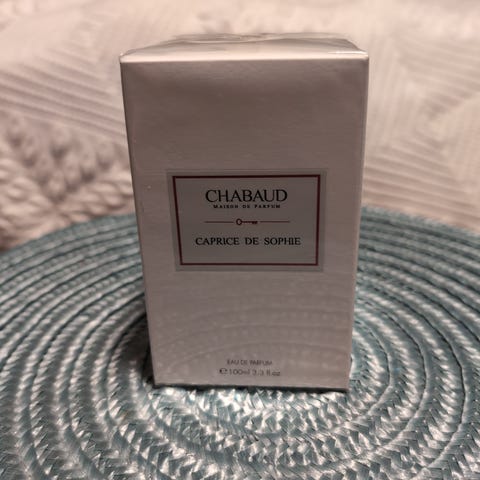 CHABAUD
MAISON DE PARFUM
CAPRICE DE SOPHIE
EAU DE PARFUM
℮100ml 3.3 fl.oz